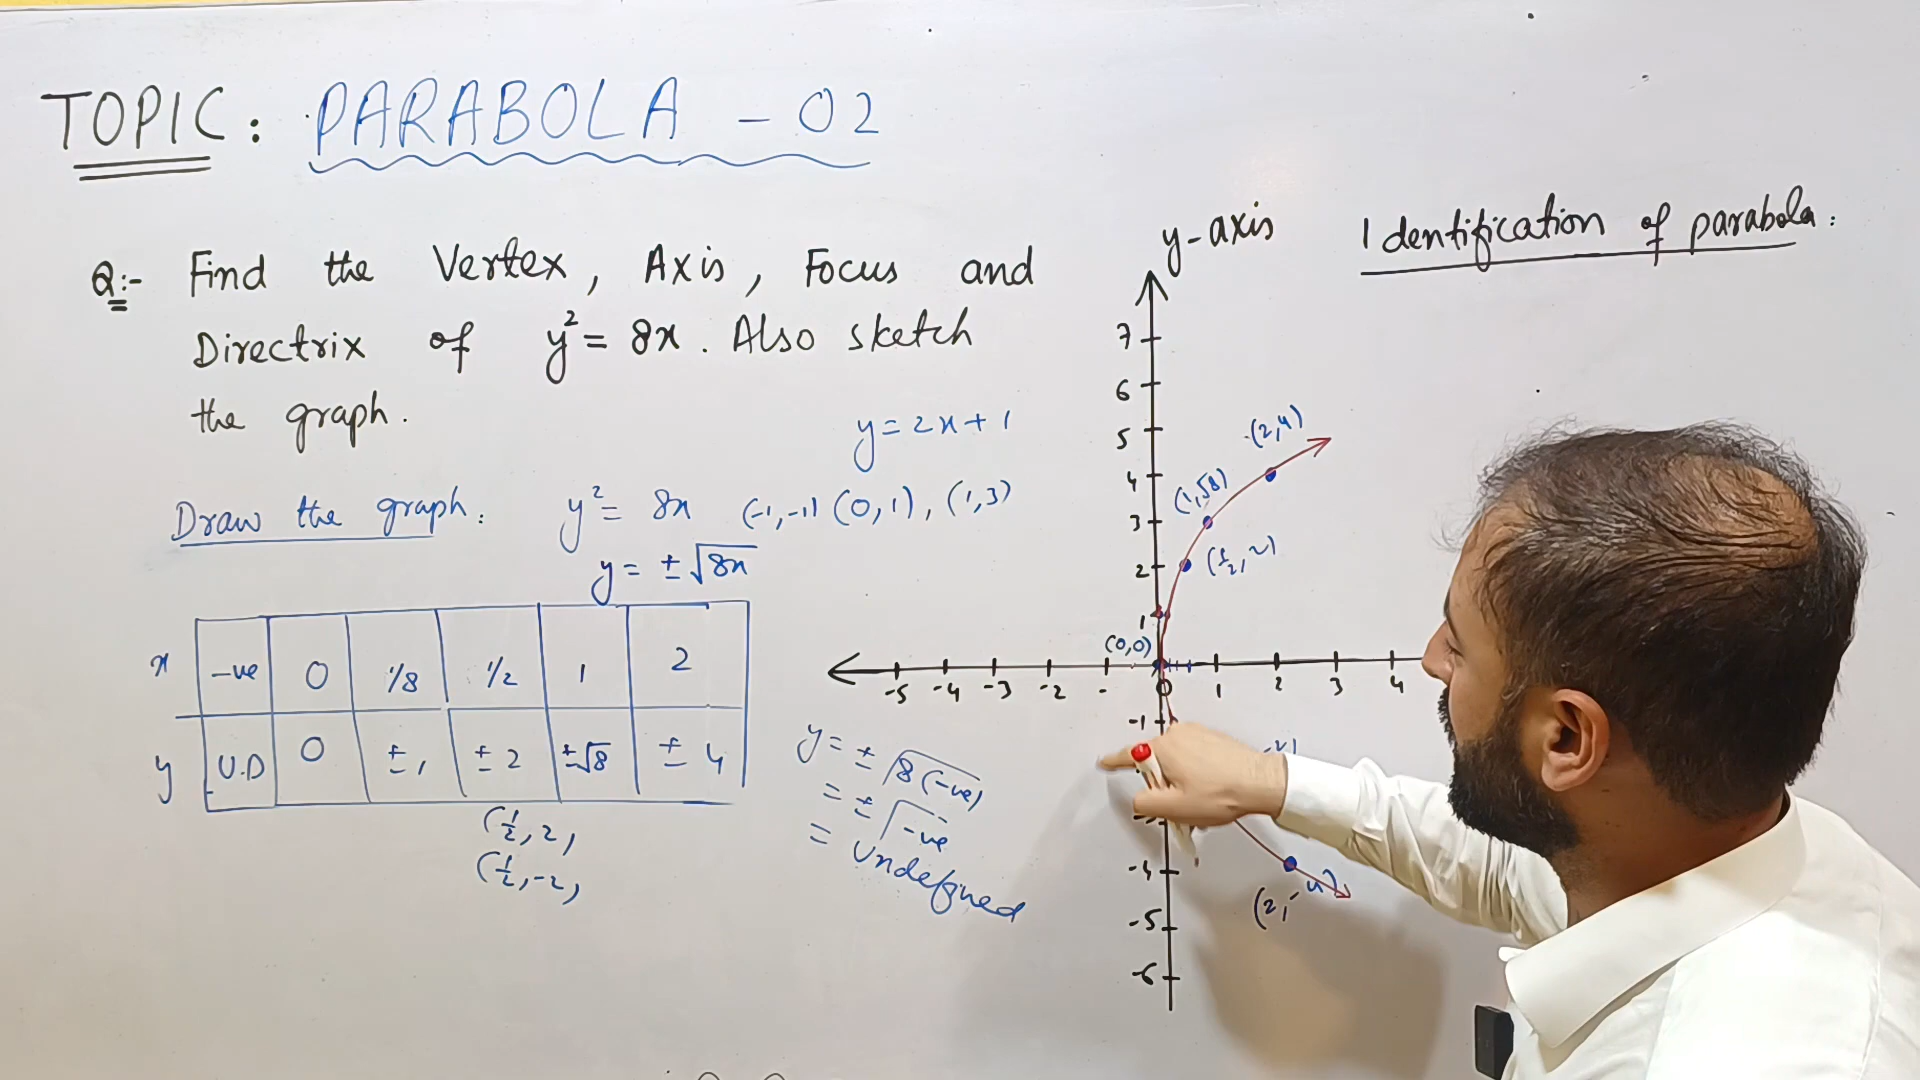 TOPIC: PARABOLA - 02
Q:- Find the Vertex, Axis, Focus and
Directrix of y² = 8x. Also sketch
the graph.
y = 2x + 1
Draw the graph: y² = 8x (-1,-1) (0,1), (1,3)
y = ±√8x
x -ve 0 1/8 1/2 1 2
y U.D 0 ±1 ±2 ±√8 ±4
(1/2, 2,
(1/2, -2,
y = ±√8(-ve)
= ±√-ve
= Undefined
y-axis
7
6
5
4
3
2
1
(2,4)
(1,√8)
(1/2, 2)
(0,0)
-5 -4 -3 -2 - 0 1 2 3 4
-1
-4
-5
-6
(2,-4)
Identification of parabola: